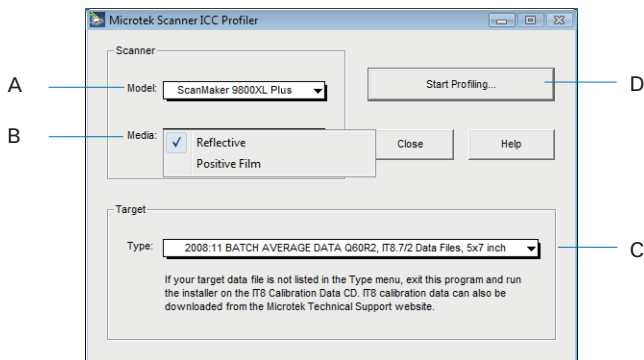 Microtek Scanner ICC Profiler
Scanner
A
Model:
ScanMaker 9800XL Plus
Start Profiling...
D
B
Media:
Reflective
Positive Film
Close
Help
Target
Type:
2008:11 BATCH AVERAGE DATA Q60R2, IT8.7/2 Data Files, 5x7 inch
C
If your target data file is not listed in the Type menu, exit this program and run
the installer on the IT8 Calibration Data CD. IT8 calibration data can also be
downloaded from the Microtek Technical Support website.